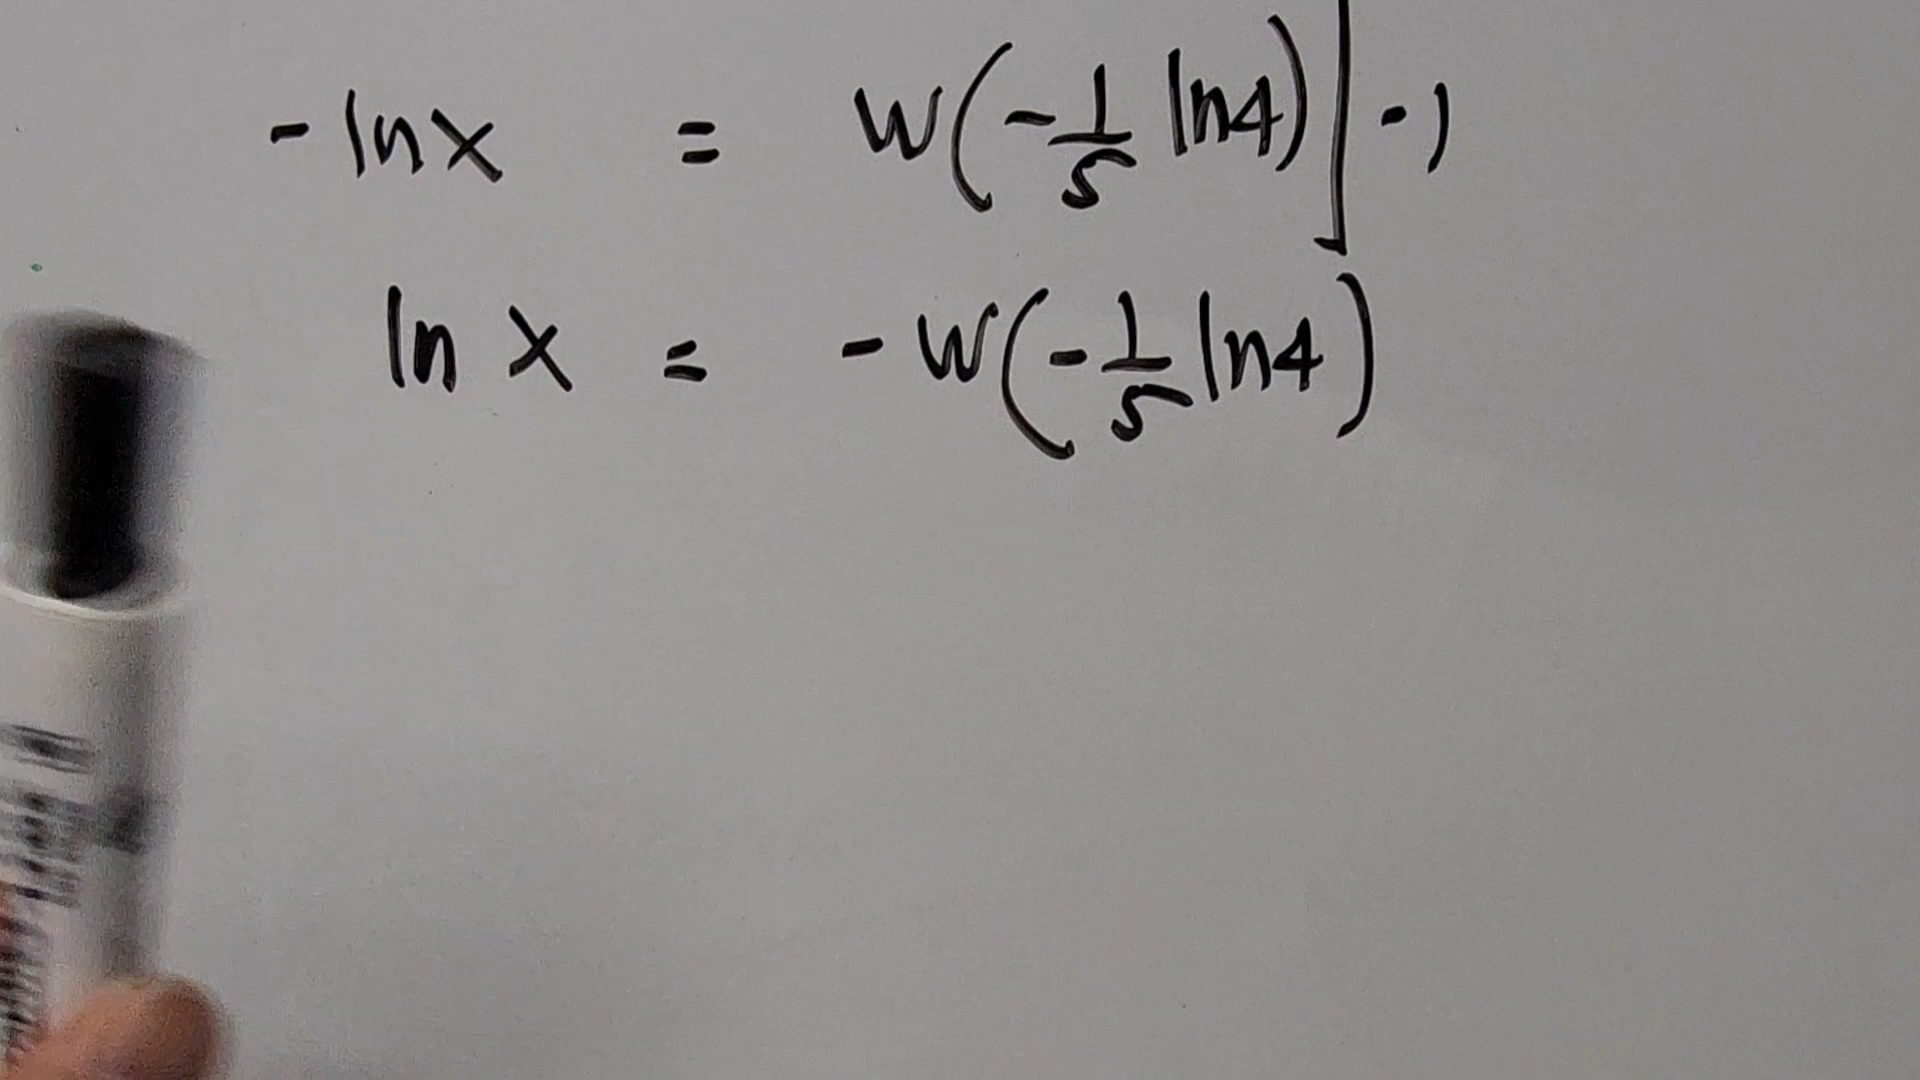 -ln x = W(-1/5 ln4) | ·-1
ln x = -W(-1/5 ln4)